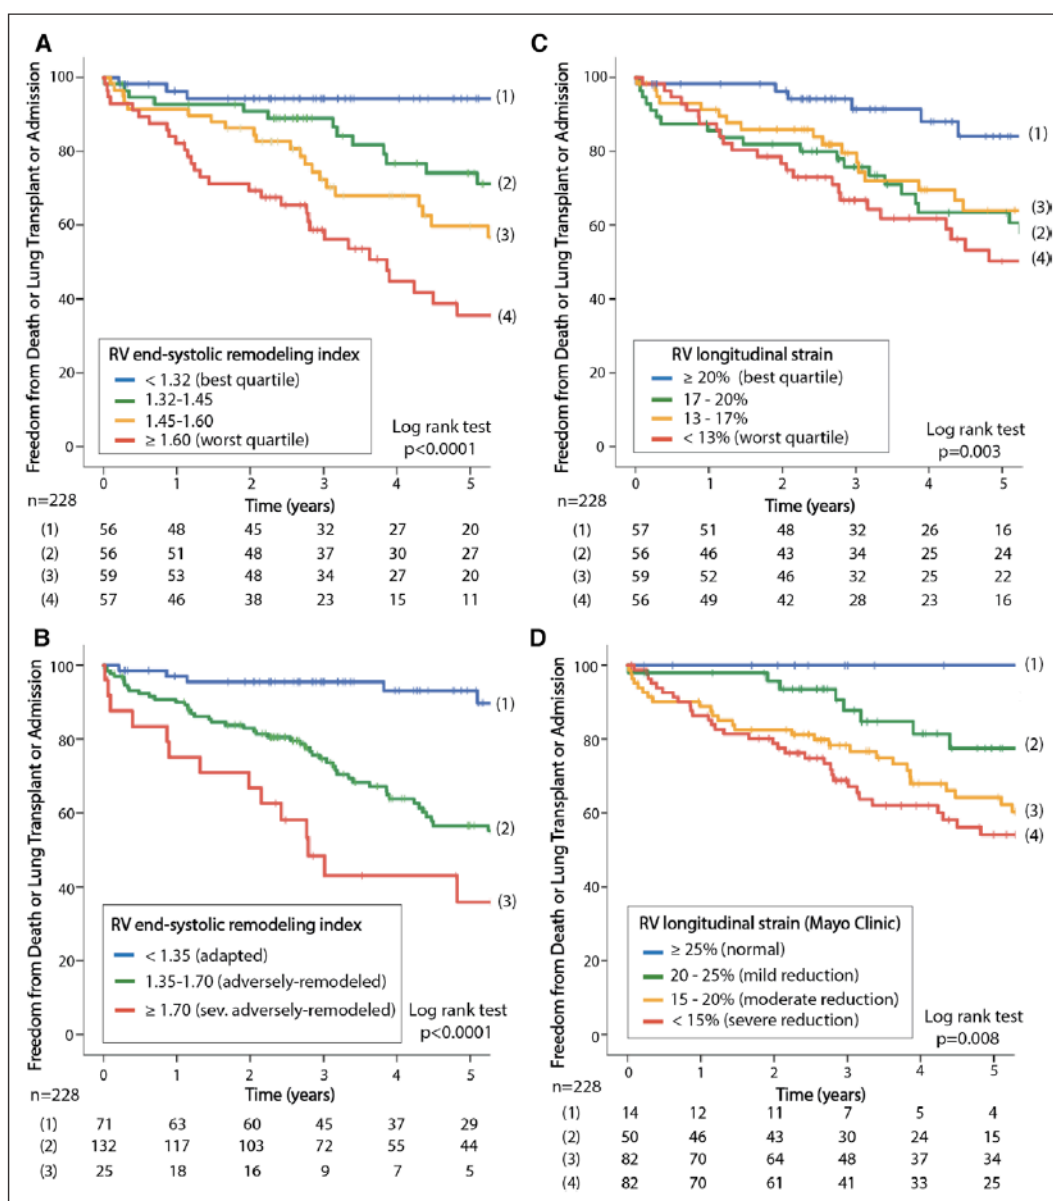 A
Freedom from Death or Lung Transplant or Admission
100
80
60
40
20
0
(1)
(2)
(3)
(4)
RV end-systolic remodeling index
< 1.32 (best quartile)
1.32-1.45
1.45-1.60
≥ 1.60 (worst quartile)
Log rank test
p<0.0001
0 1 2 3 4 5
n=228
Time (years)
(1) 56 48 45 32 27 20
(2) 56 51 48 37 30 27
(3) 59 53 48 34 27 20
(4) 57 46 38 23 15 11
B
Freedom from Death or Lung Transplant or Admission
100
80
60
40
20
0
(1)
(2)
(3)
RV end-systolic remodeling index
< 1.35 (adapted)
1.35-1.70 (adversely-remodeled)
≥ 1.70 (sev. adversely-remodeled)
Log rank test
p<0.0001
0 1 2 3 4 5
n=228
Time (years)
(1) 71 63 60 45 37 29
(2) 132 117 103 72 55 44
(3) 25 18 16 9 7 5
C
Freedom from Death or Lung Transplant or Admission
100
80
60
40
20
0
(1)
(3)
(2)
(4)
RV longitudinal strain
≥ 20% (best quartile)
17 - 20%
13 - 17%
< 13% (worst quartile)
Log rank test
p=0.003
0 1 2 3 4 5
n=228
Time (years)
(1) 57 51 48 32 26 16
(2) 56 46 43 34 25 24
(3) 59 52 46 32 25 22
(4) 56 49 42 28 23 16
D
Freedom from Death or Lung Transplant or Admission
100
80
60
40
20
0
(1)
(2)
(3)
(4)
RV longitudinal strain (Mayo Clinic)
≥ 25% (normal)
20 - 25% (mild reduction)
15 - 20% (moderate reduction)
< 15% (severe reduction)
Log rank test
p=0.008
0 1 2 3 4 5
n=228
Time (years)
(1) 14 12 11 7 5 4
(2) 50 46 43 30 24 15
(3) 82 70 64 48 37 34
(4) 82 70 61 41 33 25